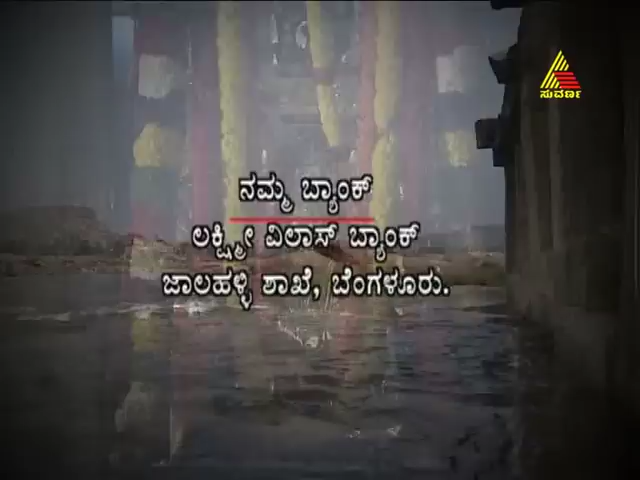 ಸುವರ್ಣ
ನಮ್ಮ ಬ್ಯಾಂಕ್
ಲಕ್ಷ್ಮೀ ವಿಲಾಸ್ ಬ್ಯಾಂಕ್
ಜಾಲಹಳ್ಳಿ ಶಾಖೆ, ಬೆಂಗಳೂರು.